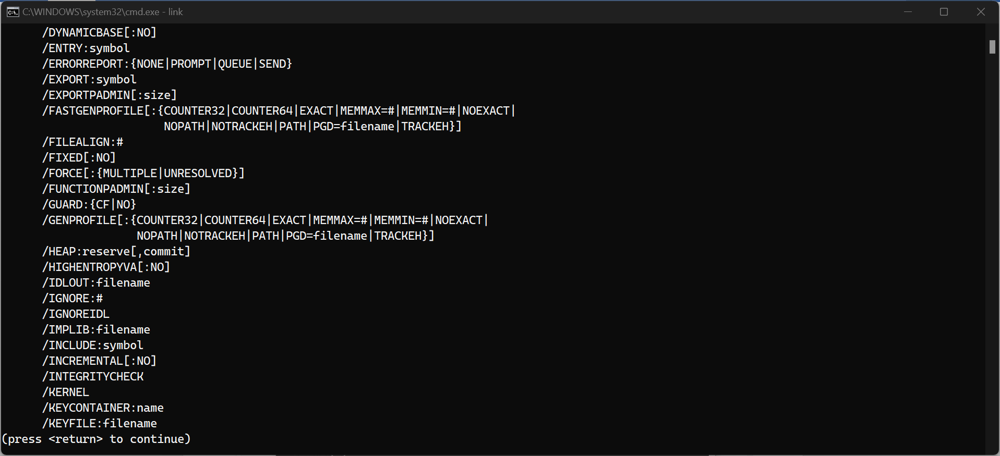 C:\WINDOWS\system32\cmd.exe - link
/DYNAMICBASE[:NO]
/ENTRY:symbol
/ERRORREPORT:{NONE|PROMPT|QUEUE|SEND}
/EXPORT:symbol
/EXPORTPADMIN[:size]
/FASTGENPROFILE[:{COUNTER32|COUNTER64|EXACT|MEMMAX=#|MEMMIN=#|NOEXACT|
NOPATH|NOTRACKEH|PATH|PGD=filename|TRACKEH}]
/FILEALIGN:#
/FIXED[:NO]
/FORCE[:{MULTIPLE|UNRESOLVED}]
/FUNCTIONPADMIN[:size]
/GUARD:{CF|NO}
/GENPROFILE[:{COUNTER32|COUNTER64|EXACT|MEMMAX=#|MEMMIN=#|NOEXACT|
NOPATH|NOTRACKEH|PATH|PGD=filename|TRACKEH}]
/HEAP:reserve[,commit]
/HIGHENTROPYVA[:NO]
/IDLOUT:filename
/IGNORE:#
/IGNOREIDL
/IMPLIB:filename
/INCLUDE:symbol
/INCREMENTAL[:NO]
/INTEGRITYCHECK
/KERNEL
/KEYCONTAINER:name
/KEYFILE:filename
(press <return> to continue)